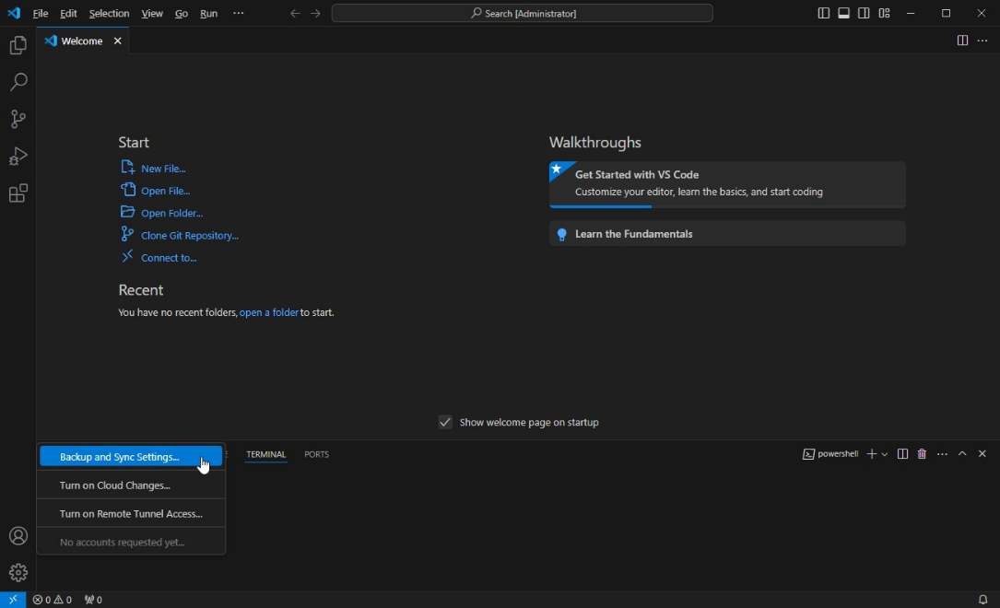 File Edit Selection View Go Run ···
Search [Administrator]
Welcome
Start
New File...
Open File...
Open Folder...
Clone Git Repository...
Connect to...
Recent
You have no recent folders, open a folder to start.
Walkthroughs
Get Started with VS Code
Customize your editor, learn the basics, and start coding
Learn the Fundamentals
Show welcome page on startup
TERMINAL PORTS
powershell
Backup and Sync Settings...
Turn on Cloud Changes...
Turn on Remote Tunnel Access...
No accounts requested yet...
0 0 0